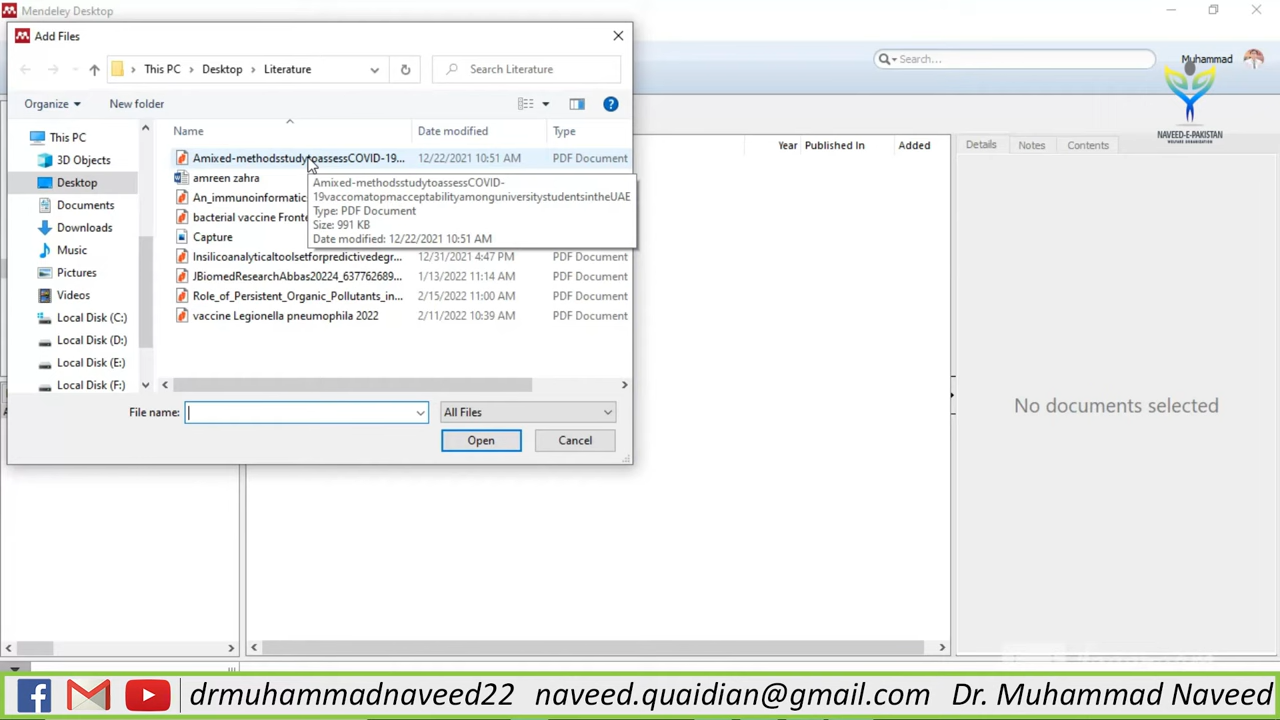 Mendeley Desktop
Add Files
This PC > Desktop > Literature
Search Literature
Search...
Muhammad
NAVEED-E-PAKISTAN
WELFARE ORGANIZATION
Organize
New folder
Name
Date modified
Type
This PC
3D Objects
Desktop
Documents
Downloads
Music
Pictures
Videos
Local Disk (C:)
Local Disk (D:)
Local Disk (E:)
Local Disk (F:)
Amixed-methodsstudytoassessCOVID-19... 12/22/2021 10:51 AM PDF Document
amreen zahra
An_immunoinformatic
bacterial vaccine Fronte
Capture
Amixed-methodsstudytoassessCOVID-
19vaccomatopmacceptabilityamonguniversitystudentsintheUAE
Type: PDF Document
Size: 991 KB
Date modified: 12/22/2021 10:51 AM
Insilicoanalyticaltoolsetforpredictivedegr... 12/31/2021 4:47 PM PDF Document
JBiomedResearchAbbas20224_637762689... 1/13/2022 11:14 AM PDF Document
Role_of_Persistent_Organic_Pollutants_in... 2/15/2022 11:00 AM PDF Document
vaccine Legionella pneumophila 2022 2/11/2022 10:39 AM PDF Document
File name:
All Files
Open
Cancel
Year
Published In
Added
Details
Notes
Contents
No documents selected
drmuhammadnaveed22 naveed.quaidian@gmail.com Dr. Muhammad Naveed